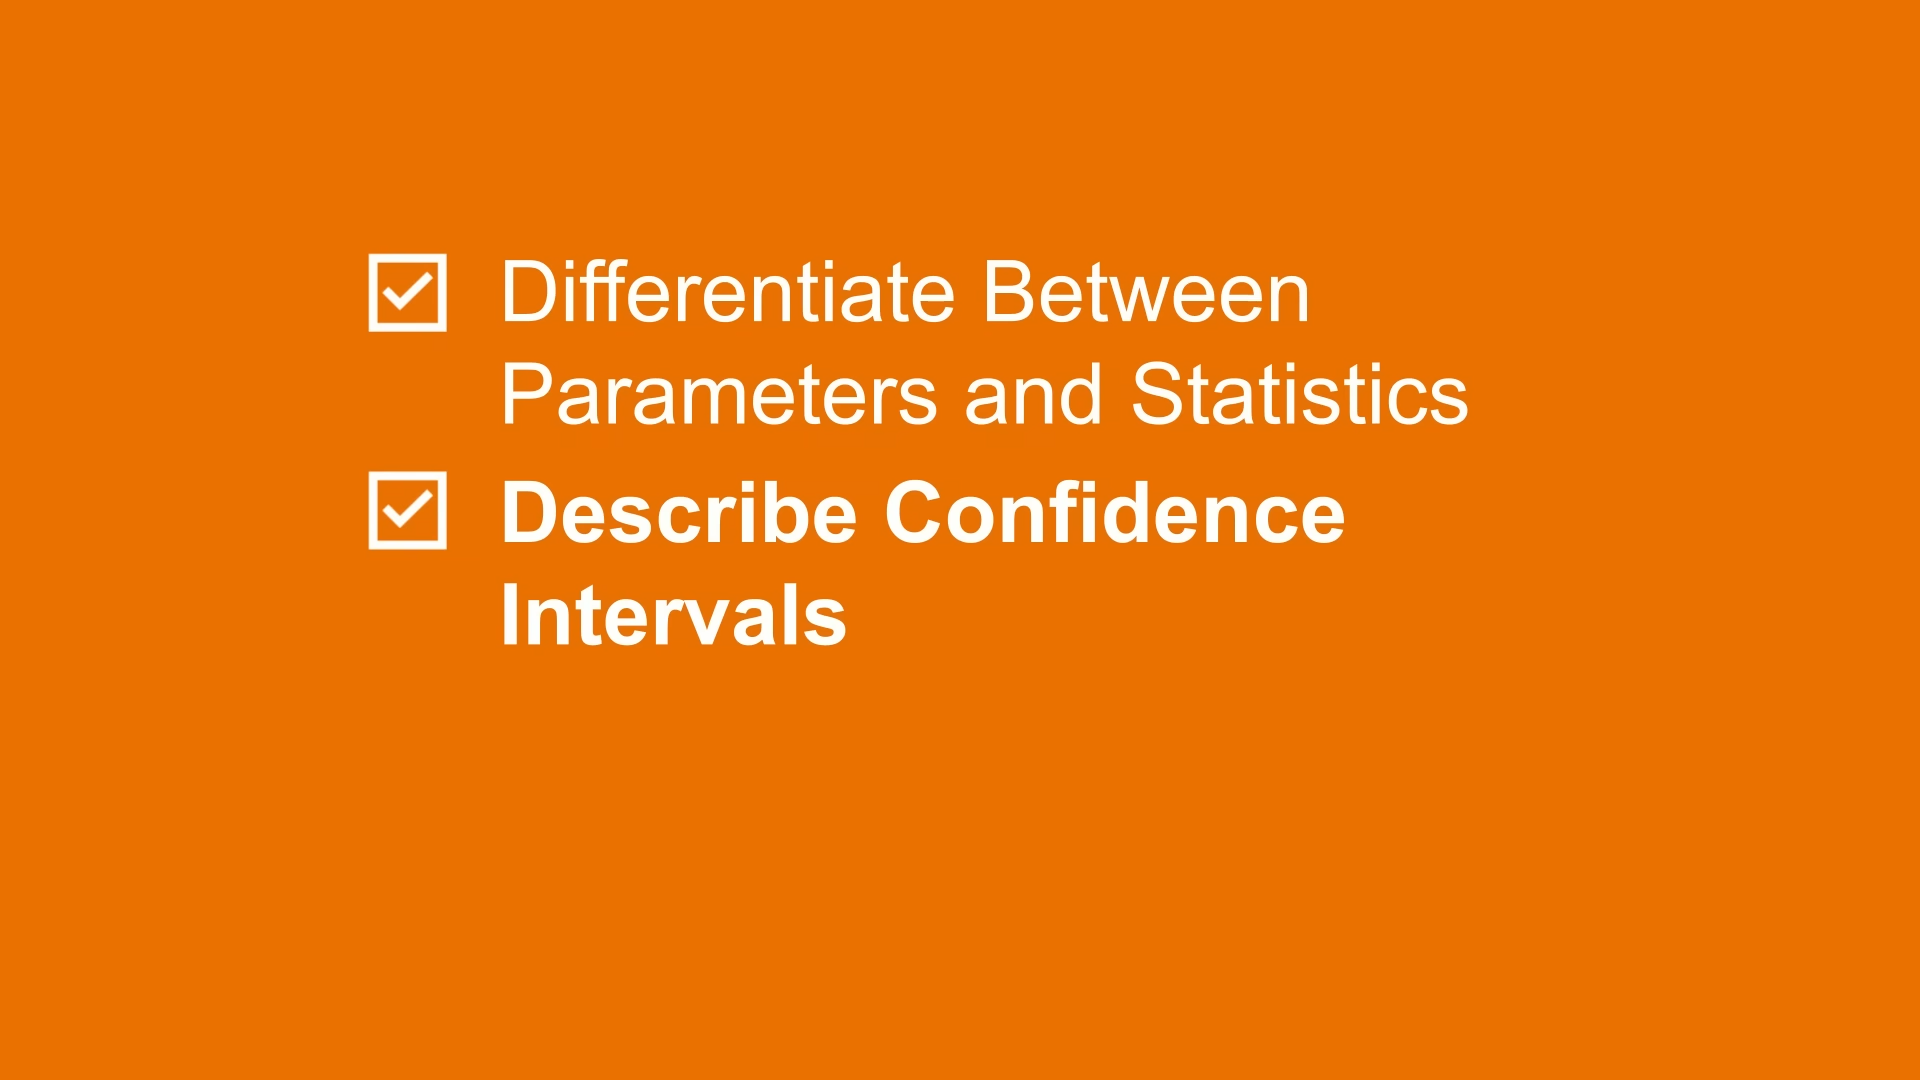 Differentiate Between
Parameters and Statistics
Describe Confidence
Intervals